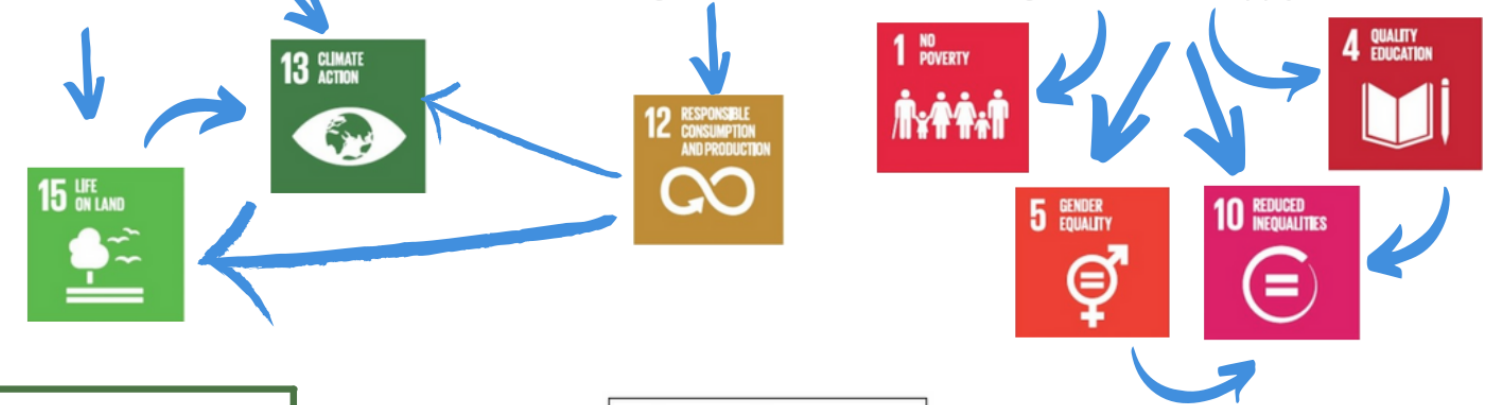 13 CLIMATE
ACTION
1 NO
POVERTY
4 QUALITY
EDUCATION
12 RESPONSIBLE
CONSUMPTION
AND PRODUCTION
15 LIFE
ON LAND
5 GENDER
EQUALITY
10 REDUCED
INEQUALITIES